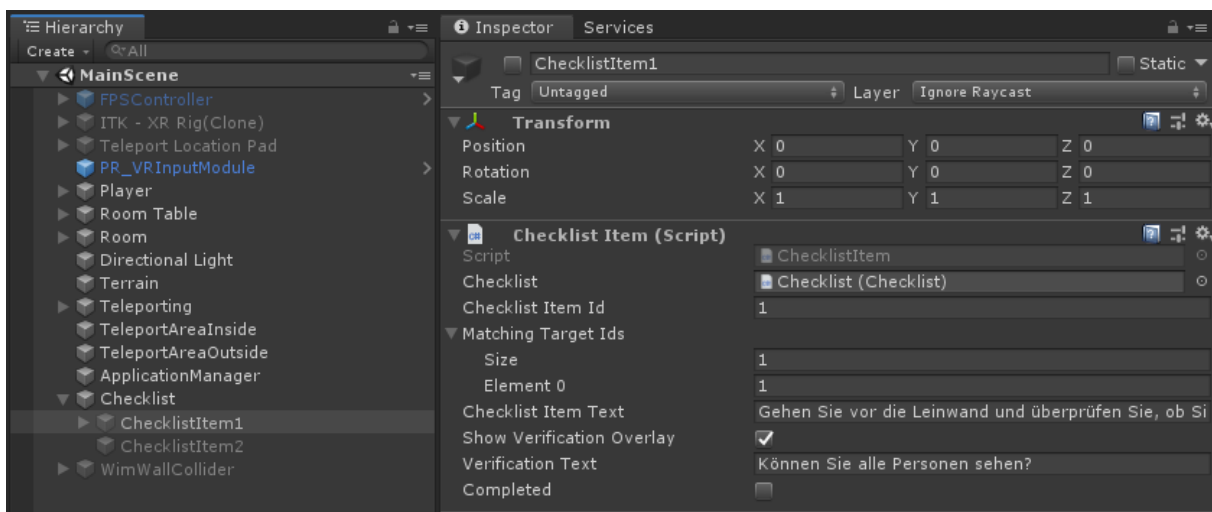 Hierarchy
Create
All
MainScene
FPSController
ITK - XR Rig(Clone)
Teleport Location Pad
PR_VRInputModule
Player
Room Table
Room
Directional Light
Terrain
Teleporting
TeleportAreaInside
TeleportAreaOutside
ApplicationManager
Checklist
ChecklistItem1
ChecklistItem2
WimWallCollider
Inspector Services
ChecklistItem1 Static
Tag Untagged Layer Ignore Raycast
Transform
Position X 0 Y 0 Z 0
Rotation X 0 Y 0 Z 0
Scale X 1 Y 1 Z 1
Checklist Item (Script)
Script ChecklistItem
Checklist Checklist (Checklist)
Checklist Item Id 1
Matching Target Ids
Size 1
Element 0 1
Checklist Item Text Gehen Sie vor die Leinwand und überprüfen Sie, ob Si
Show Verification Overlay
Verification Text Können Sie alle Personen sehen?
Completed